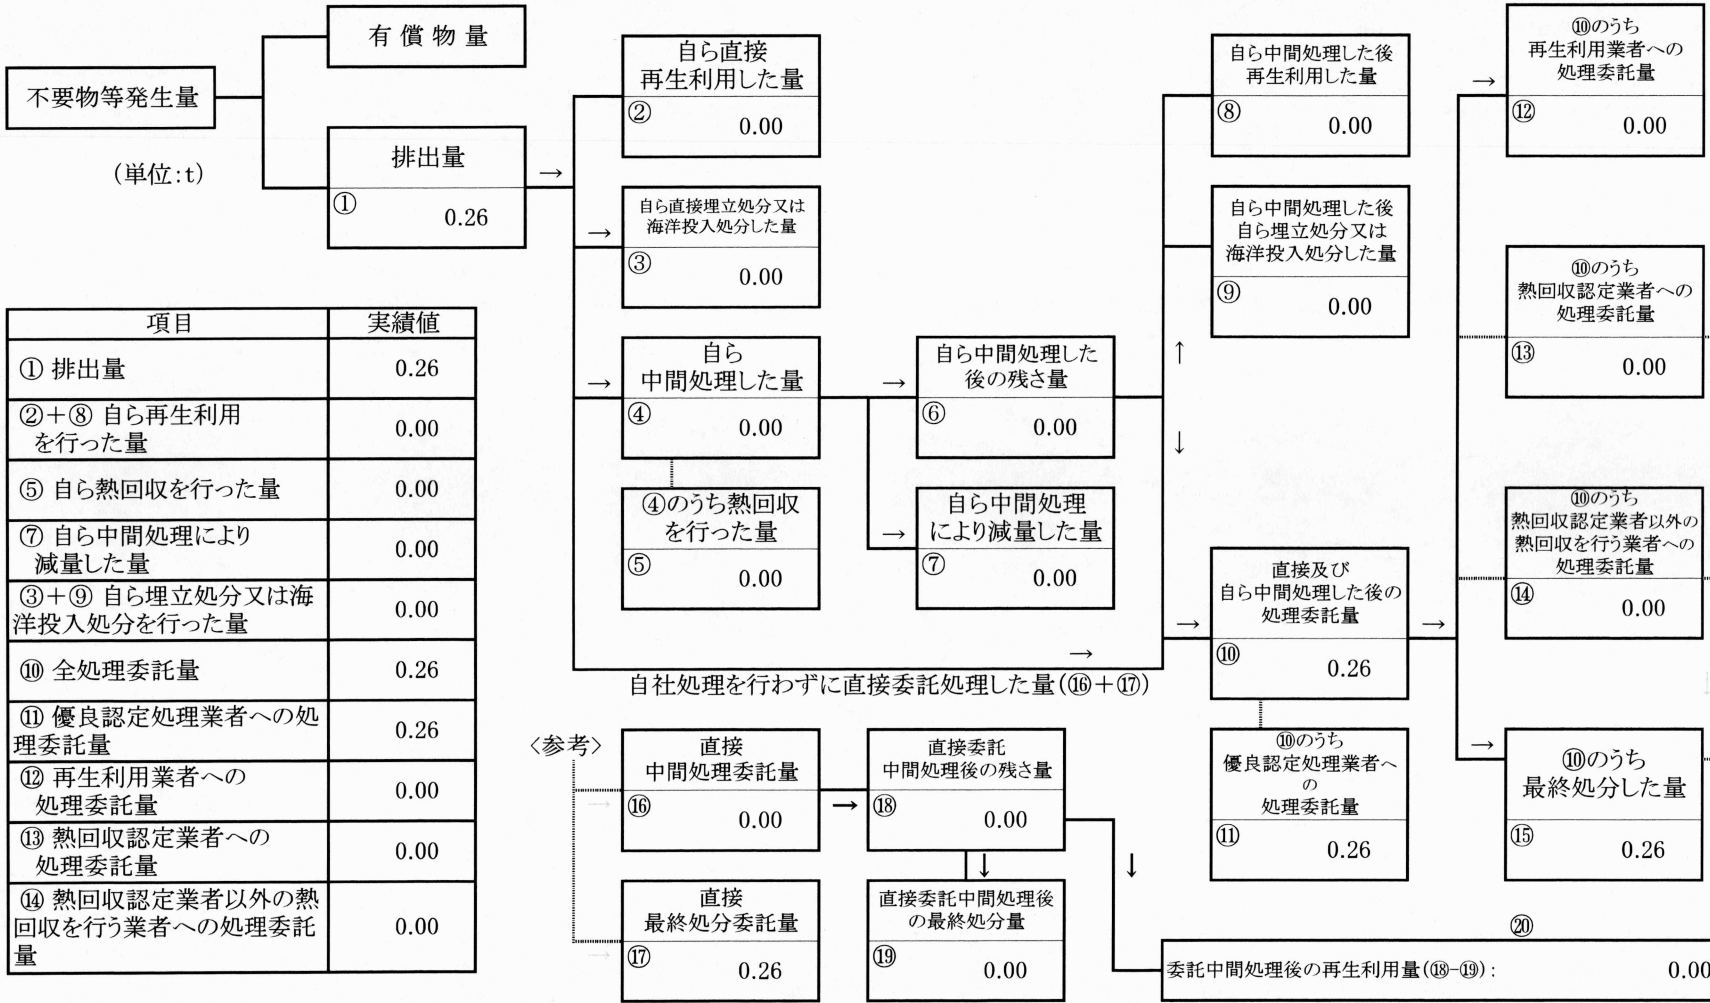 不要物等発生量
(単位:t)
有 償 物 量
排出量
① 0.26
→
自ら直接
再生利用した量
② 0.00
→
自ら直接埋立処分又は
海洋投入処分した量
③ 0.00
→
自ら
中間処理した量
④ 0.00
④のうち熱回収
を行った量
⑤ 0.00
→
自ら中間処理した
後の残さ量
⑥ 0.00
→
自ら中間処理
により減量した量
⑦ 0.00
→
自社処理を行わずに直接委託処理した量(⑯+⑰)
自ら中間処理した後
再生利用した量
⑧ 0.00
自ら中間処理した後
自ら埋立処分又は
海洋投入処分した量
⑨ 0.00
↑
↓
→
直接及び
自ら中間処理した後の
処理委託量
⑩ 0.26
⑩のうち
優良認定処理業者へ
の
処理委託量
⑪ 0.26
→
→
⑩のうち
再生利用業者への
処理委託量
⑫ 0.00
⑩のうち
熱回収認定業者への
処理委託量
⑬ 0.00
⑩のうち
熱回収認定業者以外の
熱回収を行う業者への
処理委託量
⑭ 0.00
→
⑩のうち
最終処分した量
⑮ 0.26
項目 実績値
① 排出量 0.26
②+⑧ 自ら再生利用
を行った量 0.00
⑤ 自ら熱回収を行った量 0.00
⑦ 自ら中間処理により
減量した量 0.00
③+⑨ 自ら埋立処分又は海
洋投入処分を行った量 0.00
⑩ 全処理委託量 0.26
⑪ 優良認定処理業者への処
理委託量 0.26
⑫ 再生利用業者への
処理委託量 0.00
⑬ 熱回収認定業者への
処理委託量 0.00
⑭ 熱回収認定業者以外の熱
回収を行う業者への処理委託
量 0.00
〈参考〉
→
直接
中間処理委託量
⑯ 0.00
→
直接
最終処分委託量
⑰ 0.26
→
直接委託
中間処理後の残さ量
⑱ 0.00
↓
直接委託中間処理後
の最終処分量
⑲ 0.00
↓
⑳
委託中間処理後の再生利用量(⑱-⑲): 0.00